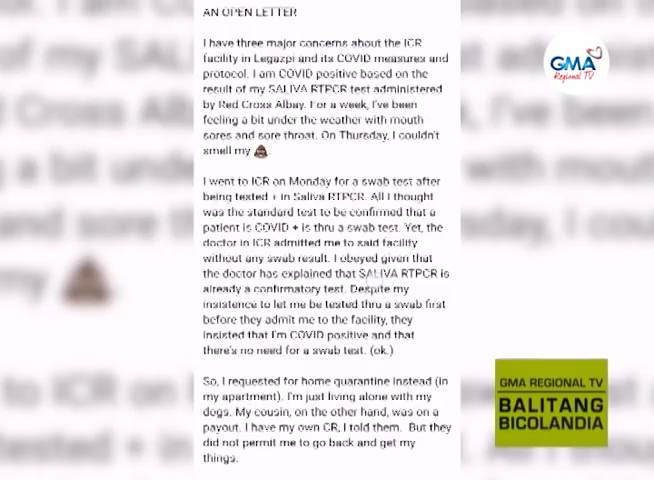 AN OPEN LETTER
I have three major concerns about the ICR
facility in Legazpi and its COVID measures and
protocol. I am COVID positive based on the
result of my SALIVA RTPCR test administered
by Red Cross Albay. For a week, I've been
feeling a bit under the weather with mouth
sores and sore throat. On Thursday, I couldn't
smell my 💩.
I went to ICR on Monday for a swab test after
being texted + in Saliva RTPCR. All I thought
was the standard test to be confirmed that a
patient is COVID + is thru a swab test. Yet, the
doctor in ICR admitted me to said facility
without any swab result. I obeyed given that
the doctor has explained that SALIVA RTPCR is
already a confirmatory test. Despite my
insistence to let me be tested thru a swab first
before they admit me to the facility, they
insisted that I'm COVID positive and that
there's no need for a swab test. (ok.)
So, I requested for home quarantine instead (in
my apartment). I'm just living alone with my
dogs. My cousin, on the other hand, was on a
payout. I have my own CR, I told them. But they
did not permit me to go back and get my
things.
GMA
Regional TV
GMA REGIONAL TV
BALITANG
BICOLANDIA